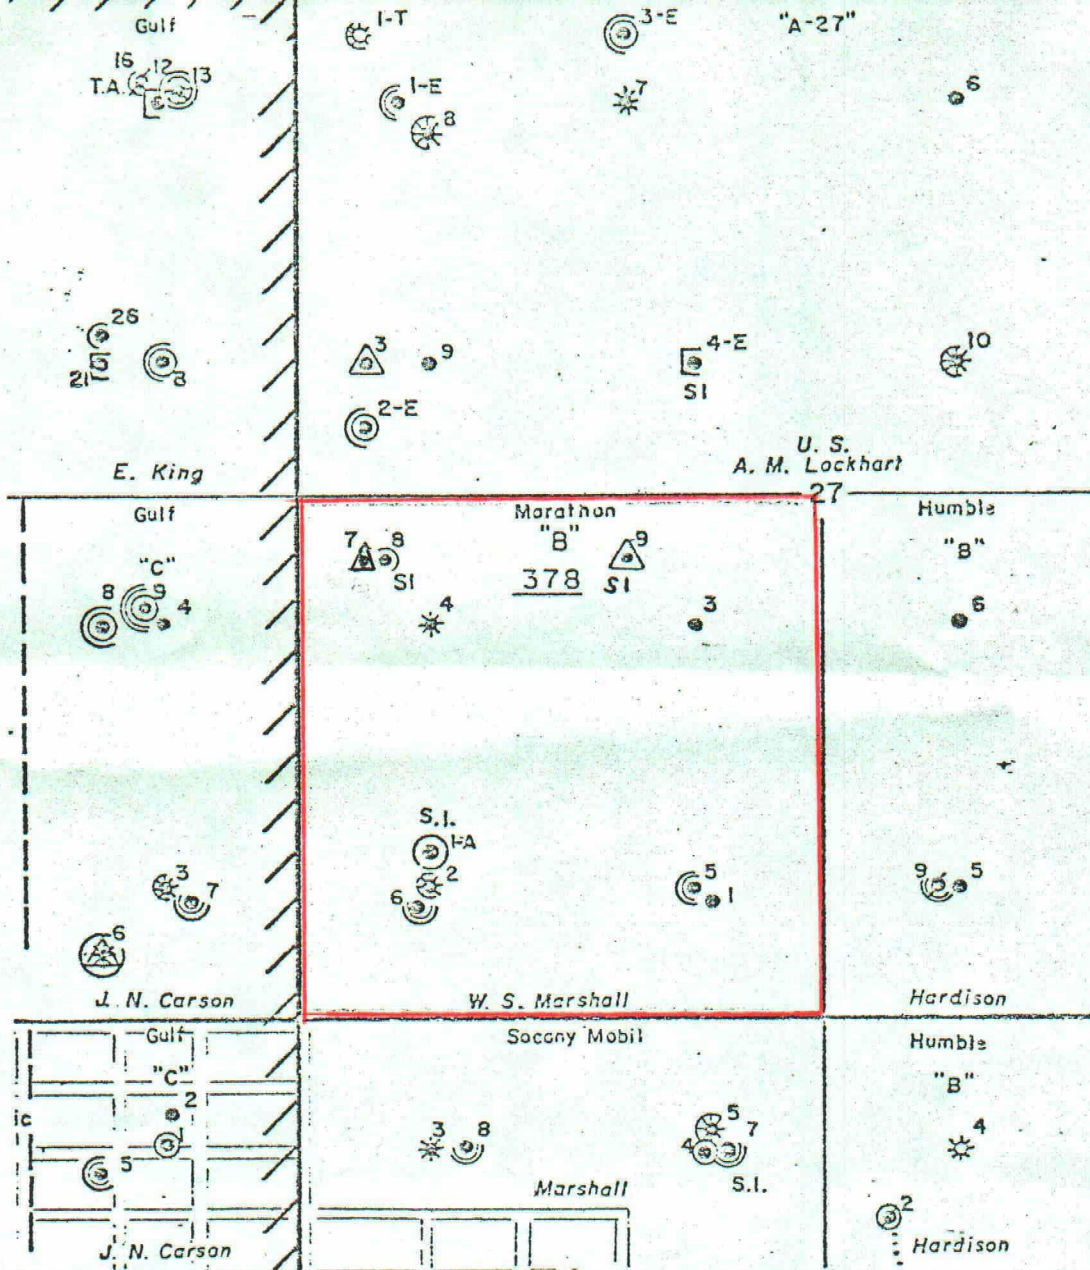 Gulf
1-T
3-E
"A-27"
16 12 13
T.A.
1-E
8
7
6
26
21
8
3
9
4-E
SI
10
2-E
E. King
U. S.
A. M. Lockhart
27
Gulf
Marathon
Humble
"C"
"B"
"B"
7 8
SI
378
9
SI
8 9 4
4
3
6
S.I.
1-A
3
7
2
6
5
1
9 5
6
J. N. Carson
W. S. Marshall
Hardison
Gulf
Socony Mobil
Humble
"C"
"B"
ic
2
1
5
3 8
5
4 7
S.I.
4
Marshall
2
J. N. Carson
Hardison